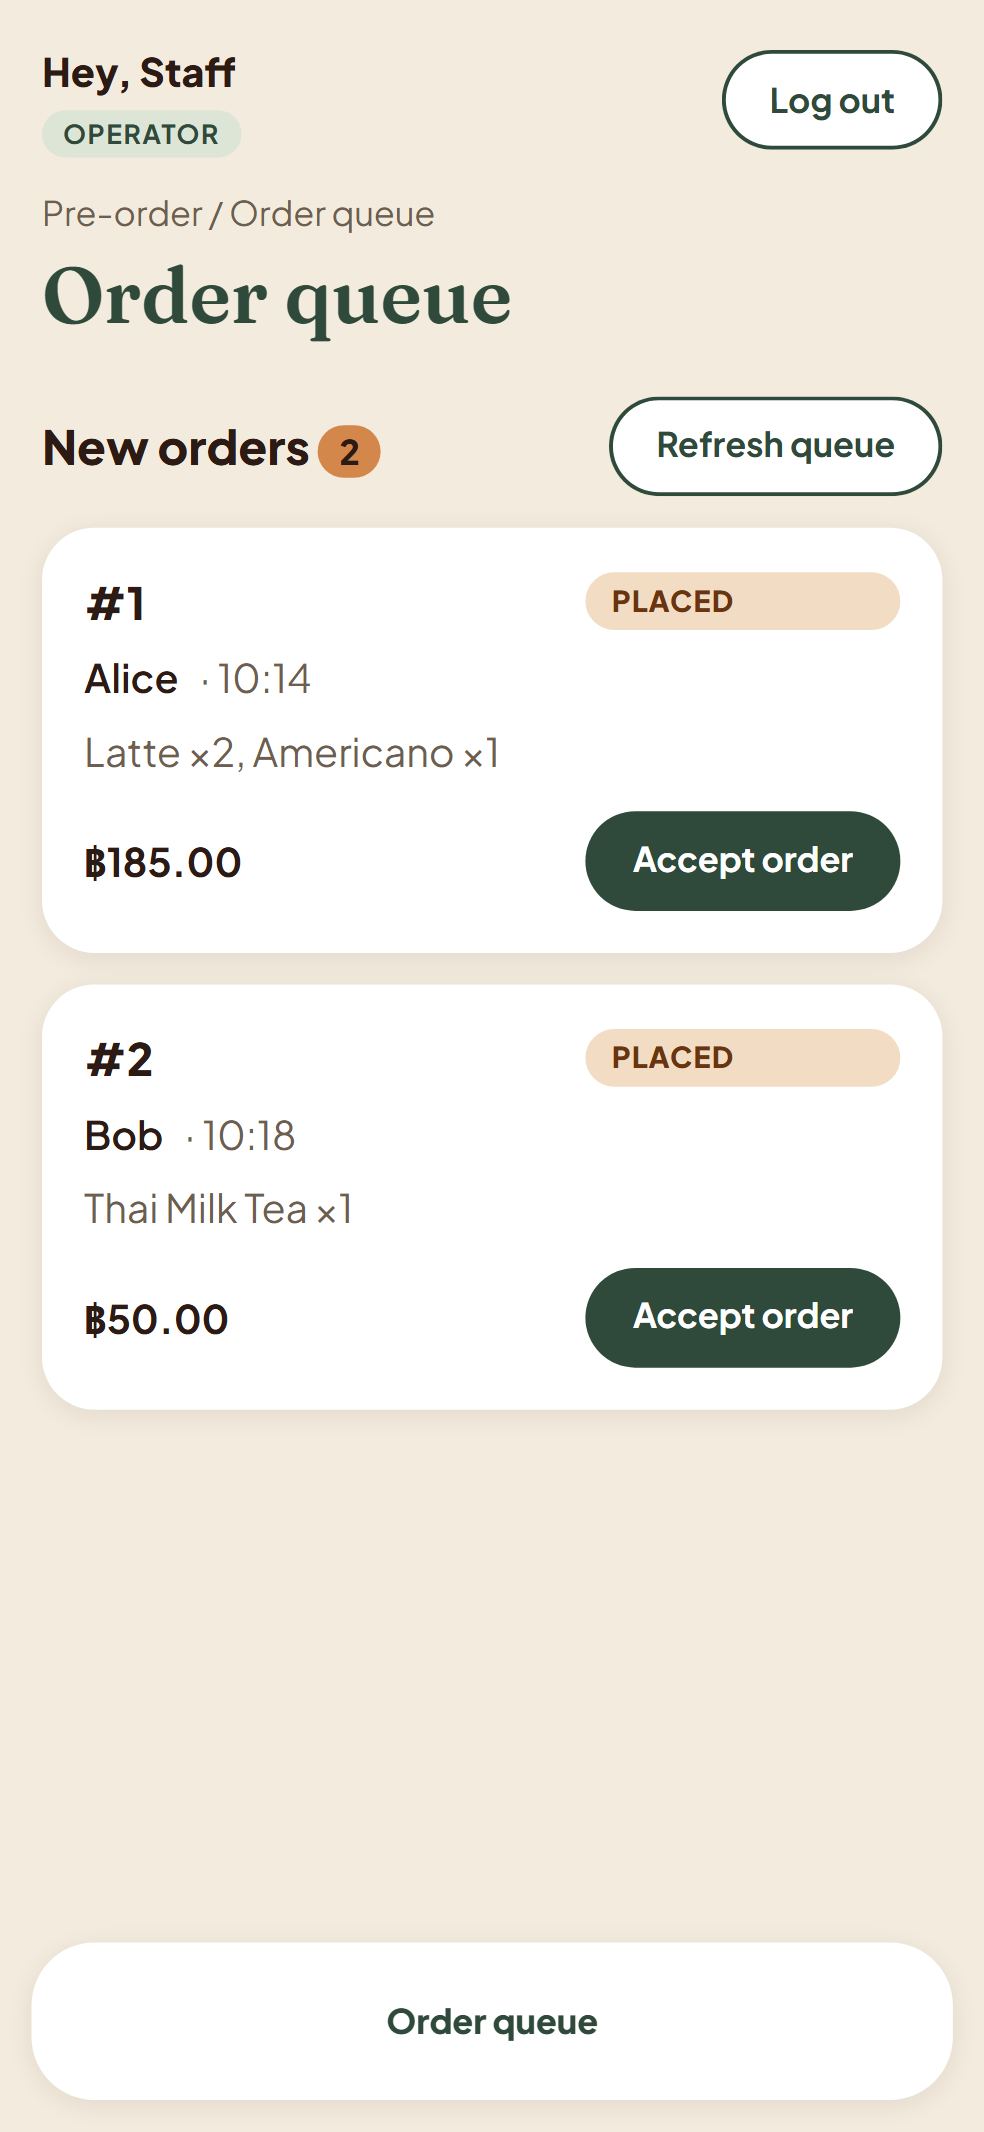 Hey, Staff
Log out
OPERATOR
Pre-order / Order queue
Order queue
New orders 2
Refresh queue
#1
PLACED
Alice · 10:14
Latte ×2, Americano ×1
฿185.00
Accept order
#2
PLACED
Bob · 10:18
Thai Milk Tea ×1
฿50.00
Accept order
Order queue